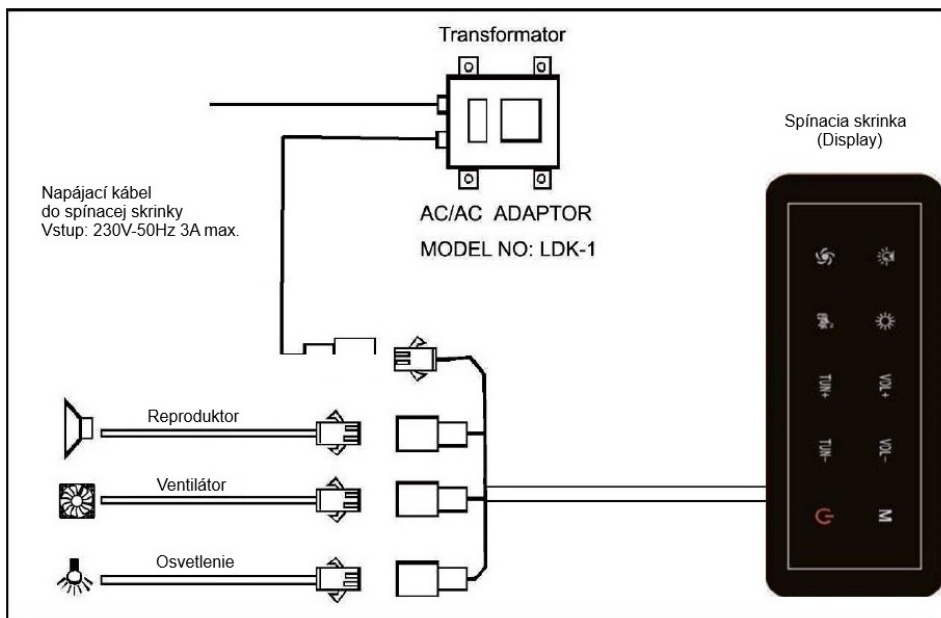 Transformator
Spínacia skrinka
(Display)
Napájací kábel
do spínacej skrinky
Vstup: 230V-50Hz 3A max.
AC/AC ADAPTOR
MODEL NO: LDK-1
Reproduktor
Ventilátor
Osvetlenie
TUN+
VOL+
TUN-
VOL-
M